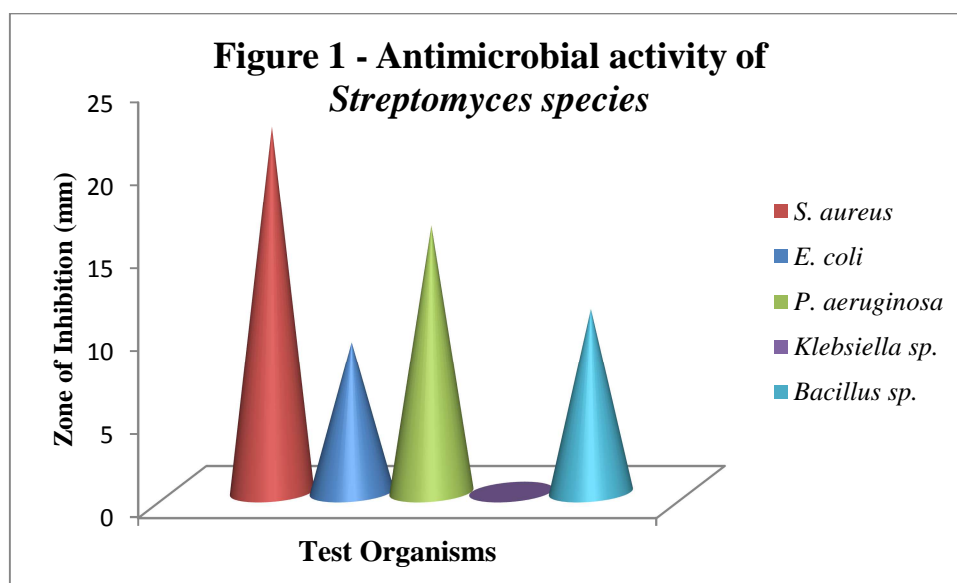 Figure 1 - Antimicrobial activity of
Streptomyces species
Zone of Inhibition (mm)
25
20
15
10
5
0
Test Organisms
S. aureus
E. coli
P. aeruginosa
Klebsiella sp.
Bacillus sp.